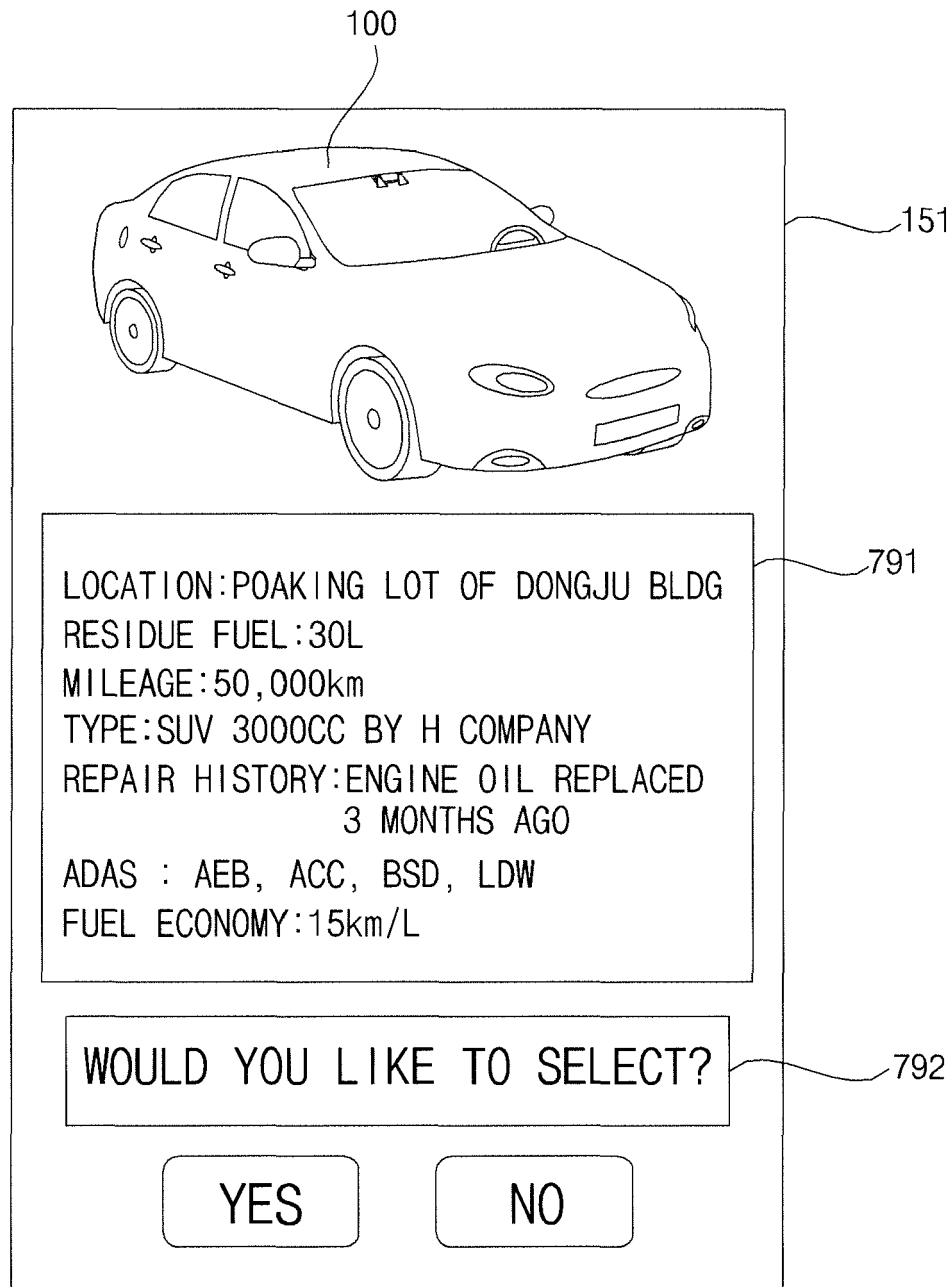 100
151
LOCATION:POAKING LOT OF DONGJU BLDG
791
RESIDUE FUEL:30L
MILEAGE:50,000km
TYPE:SUV 3000CC BY H COMPANY
REPAIR HISTORY:ENGINE OIL REPLACED
3 MONTHS AGO
ADAS : AEB, ACC, BSD, LDW
FUEL ECONOMY:15km/L
WOULD YOU LIKE TO SELECT?
792
YES NO